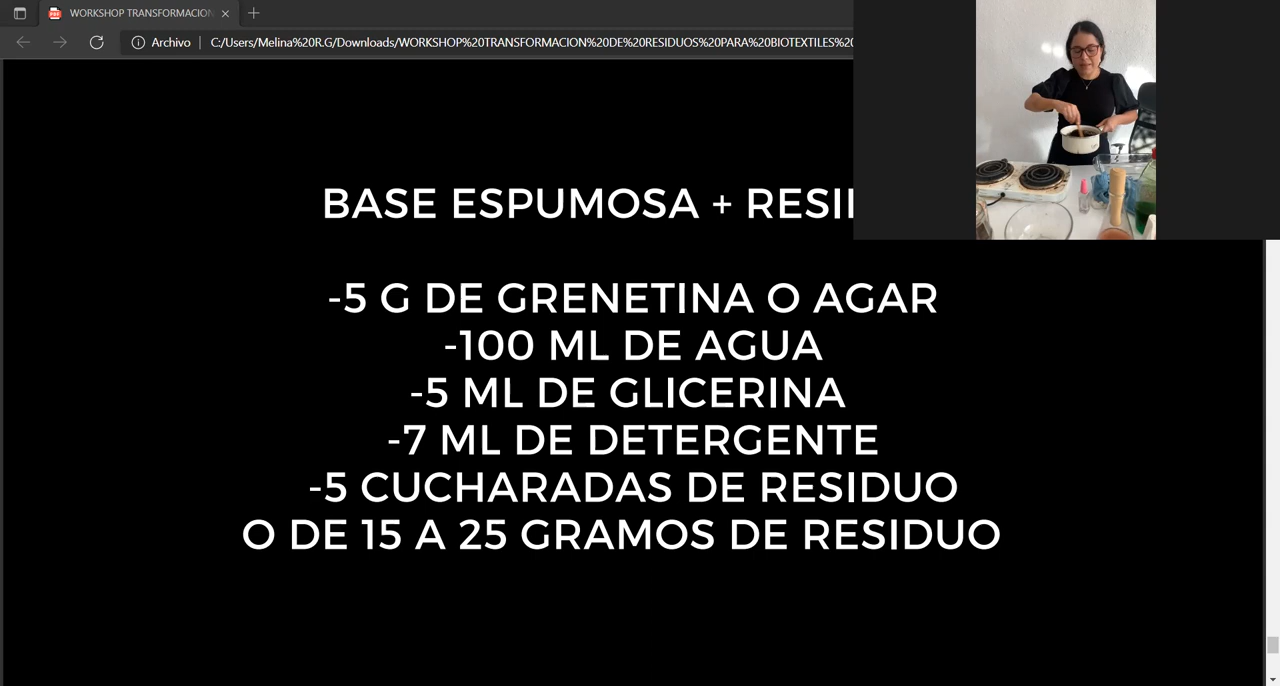 WORKSHOP TRANSFORMACION
Archivo
C:/Users/Melina%20R.G/Downloads/WORKSHOP%20TRANSFORMACION%20DE%20RESIDUOS%20PARA%20BIOTEXTILES%20
BASE ESPUMOSA + RESI
-5 G DE GRENETINA O AGAR
-100 ML DE AGUA
-5 ML DE GLICERINA
-7 ML DE DETERGENTE
-5 CUCHARADAS DE RESIDUO
O DE 15 A 25 GRAMOS DE RESIDUO